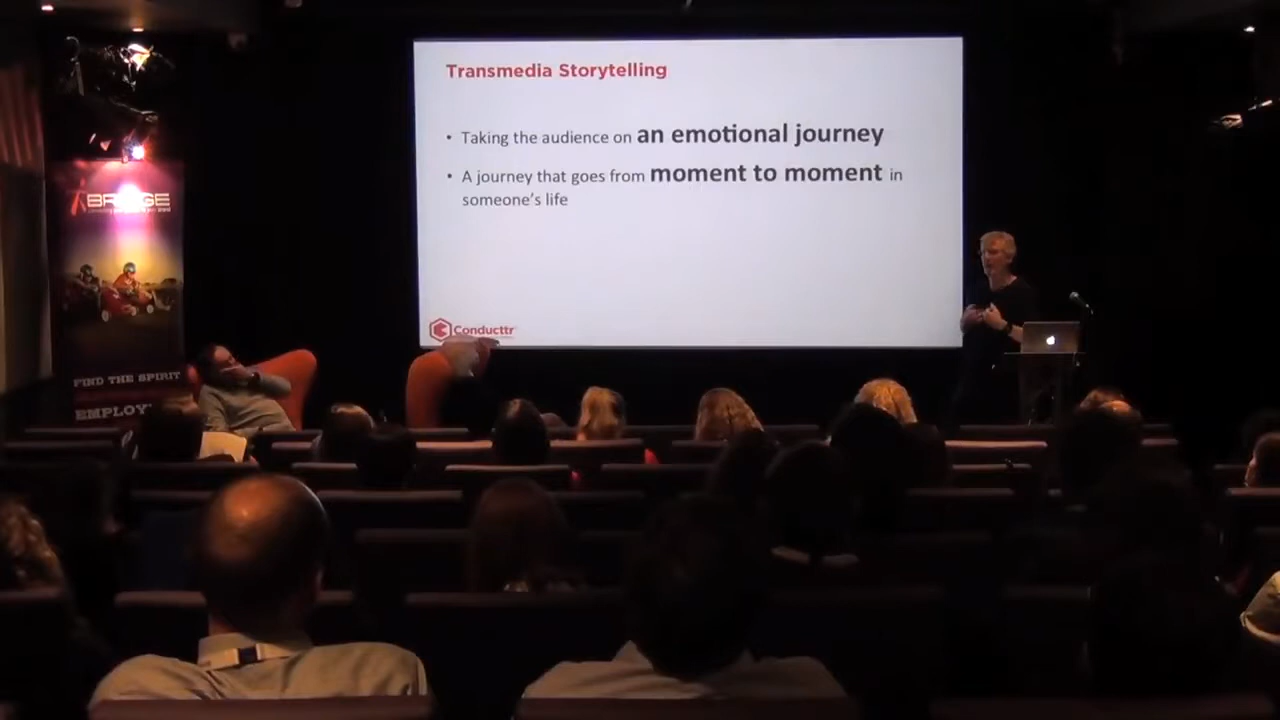 Transmedia Storytelling
• Taking the audience on an emotional journey
• A journey that goes from moment to moment in
someone's life
Conducttr
FIND THE SPIRIT